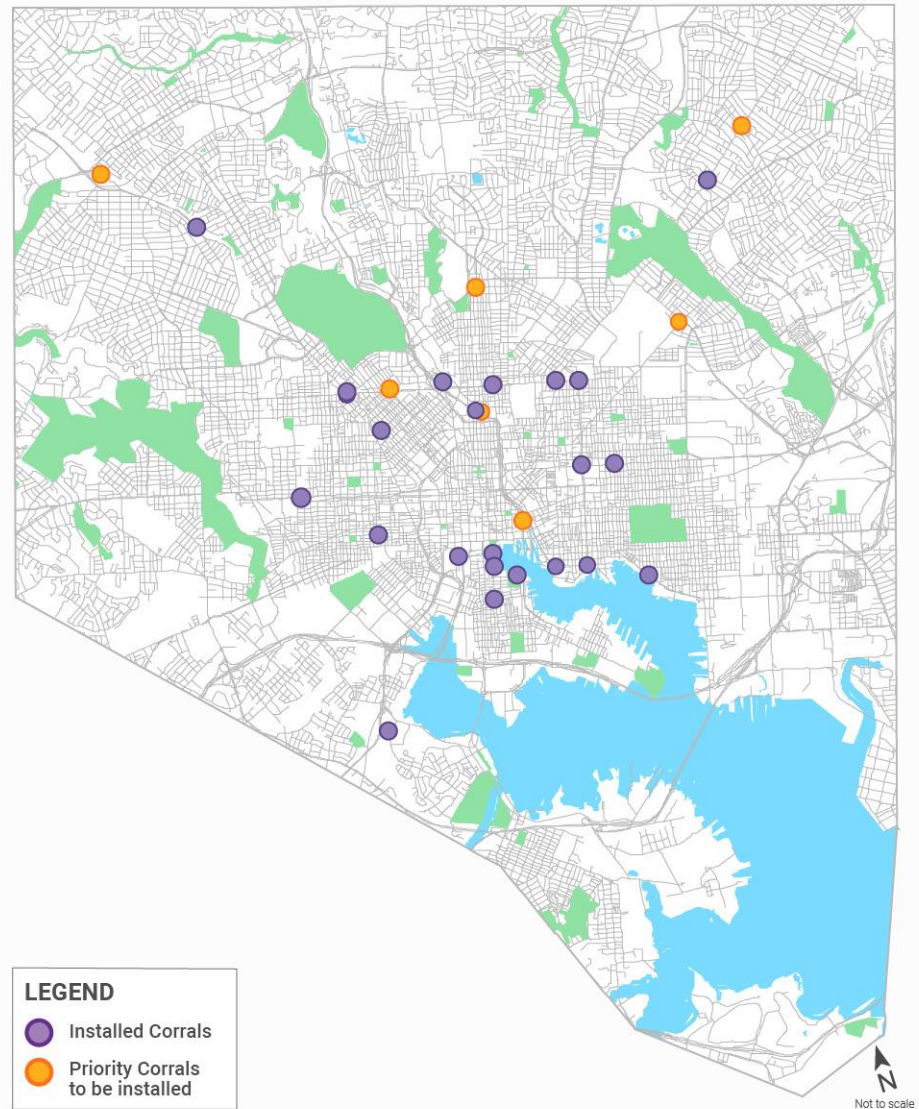 LEGEND
Installed Corrals
Priority Corrals
to be installed
N
Not to scale